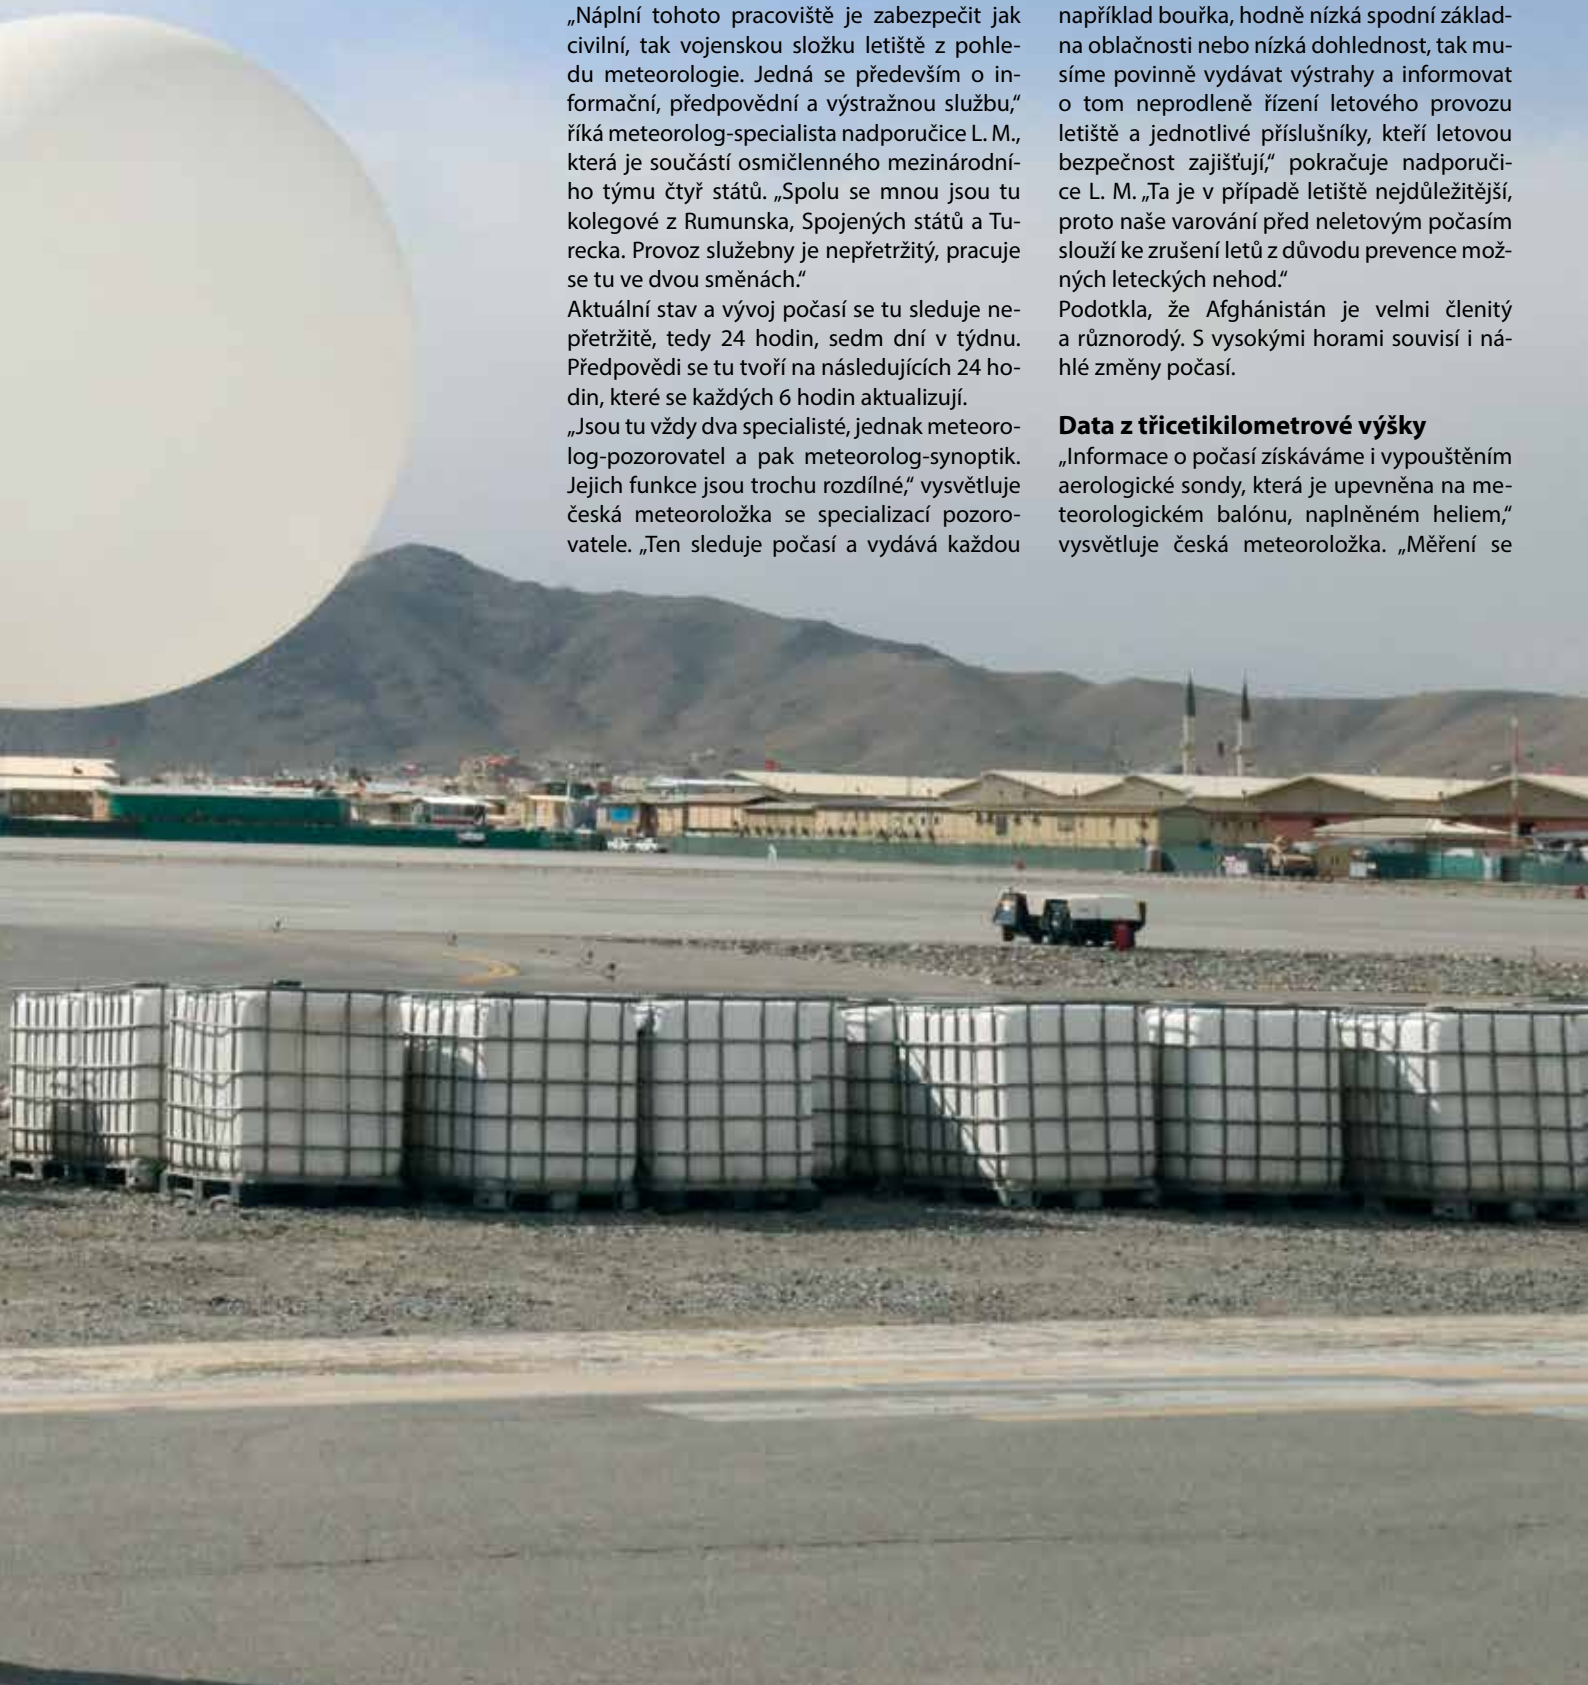 „Náplní tohoto pracoviště je zabezpečit jak
civilní, tak vojenskou složku letiště z pohle-
du meteorologie. Jedná se především o in-
formační, předpovědní a výstražnou službu,“
říká meteorolog-specialista nadporučice L. M.,
která je součástí osmičlenného mezinárodní-
ho týmu čtyř států. „Spolu se mnou jsou tu
kolegové z Rumunska, Spojených států a Tu-
recka. Provoz služebny je nepřetržitý, pracuje
se tu ve dvou směnách.“
Aktuální stav a vývoj počasí se tu sleduje ne-
přetržitě, tedy 24 hodin, sedm dní v týdnu.
Předpovědi se tu tvoří na následujících 24 ho-
din, které se každých 6 hodin aktualizují.
„Jsou tu vždy dva specialisté, jednak meteoro-
log-pozorovatel a pak meteorolog-synoptik.
Jejich funkce jsou trochu rozdílné,“ vysvětluje
česká meteoroložka se specializací pozoro-
vatele. „Ten sleduje počasí a vydává každou
například bouřka, hodně nízká spodní základ-
na oblačnosti nebo nízká dohlednost, tak mu-
síme povinně vydávat výstrahy a informovat
o tom neprodleně řízení letového provozu
letiště a jednotlivé příslušníky, kteří letovou
bezpečnost zajišťují,“ pokračuje nadporuči-
ce L. M. „Ta je v případě letiště nejdůležitější,
proto naše varování před neletovým počasím
slouží ke zrušení letů z důvodu prevence mož-
ných leteckých nehod.“
Podotkla, že Afghánistán je velmi členitý
a různorodý. S vysokými horami souvisí i ná-
hlé změny počasí.
Data z třicetikilometrové výšky
„Informace o počasí získáváme i vypouštěním
aerologické sondy, která je upevněna na me-
teorologickém balónu, naplněném heliem,“
vysvětluje česká meteoroložka. „Měření se